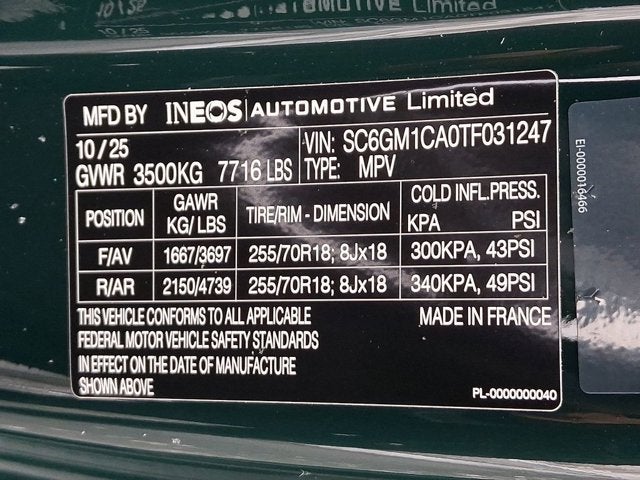 MFD BY INEOS AUTOMOTIVE Limited
10/25
GVWR 3500KG 7716 LBS
VIN: SC6GM1CA0TF031247
TYPE: MPV
POSITION GAWR KG/ LBS TIRE/RIM - DIMENSION COLD INFL.PRESS. KPA PSI
F/AV 1667/3697 255/70R18; 8Jx18 300KPA, 43PSI
R/AR 2150/4739 255/70R18; 8Jx18 340KPA, 49PSI
THIS VEHICLE CONFORMS TO ALL APPLICABLE
FEDERAL MOTOR VEHICLE SAFETY STANDARDS
IN EFFECT ON THE DATE OF MANUFACTURE
SHOWN ABOVE
MADE IN FRANCE
PL-0000000040
EI-0000016466